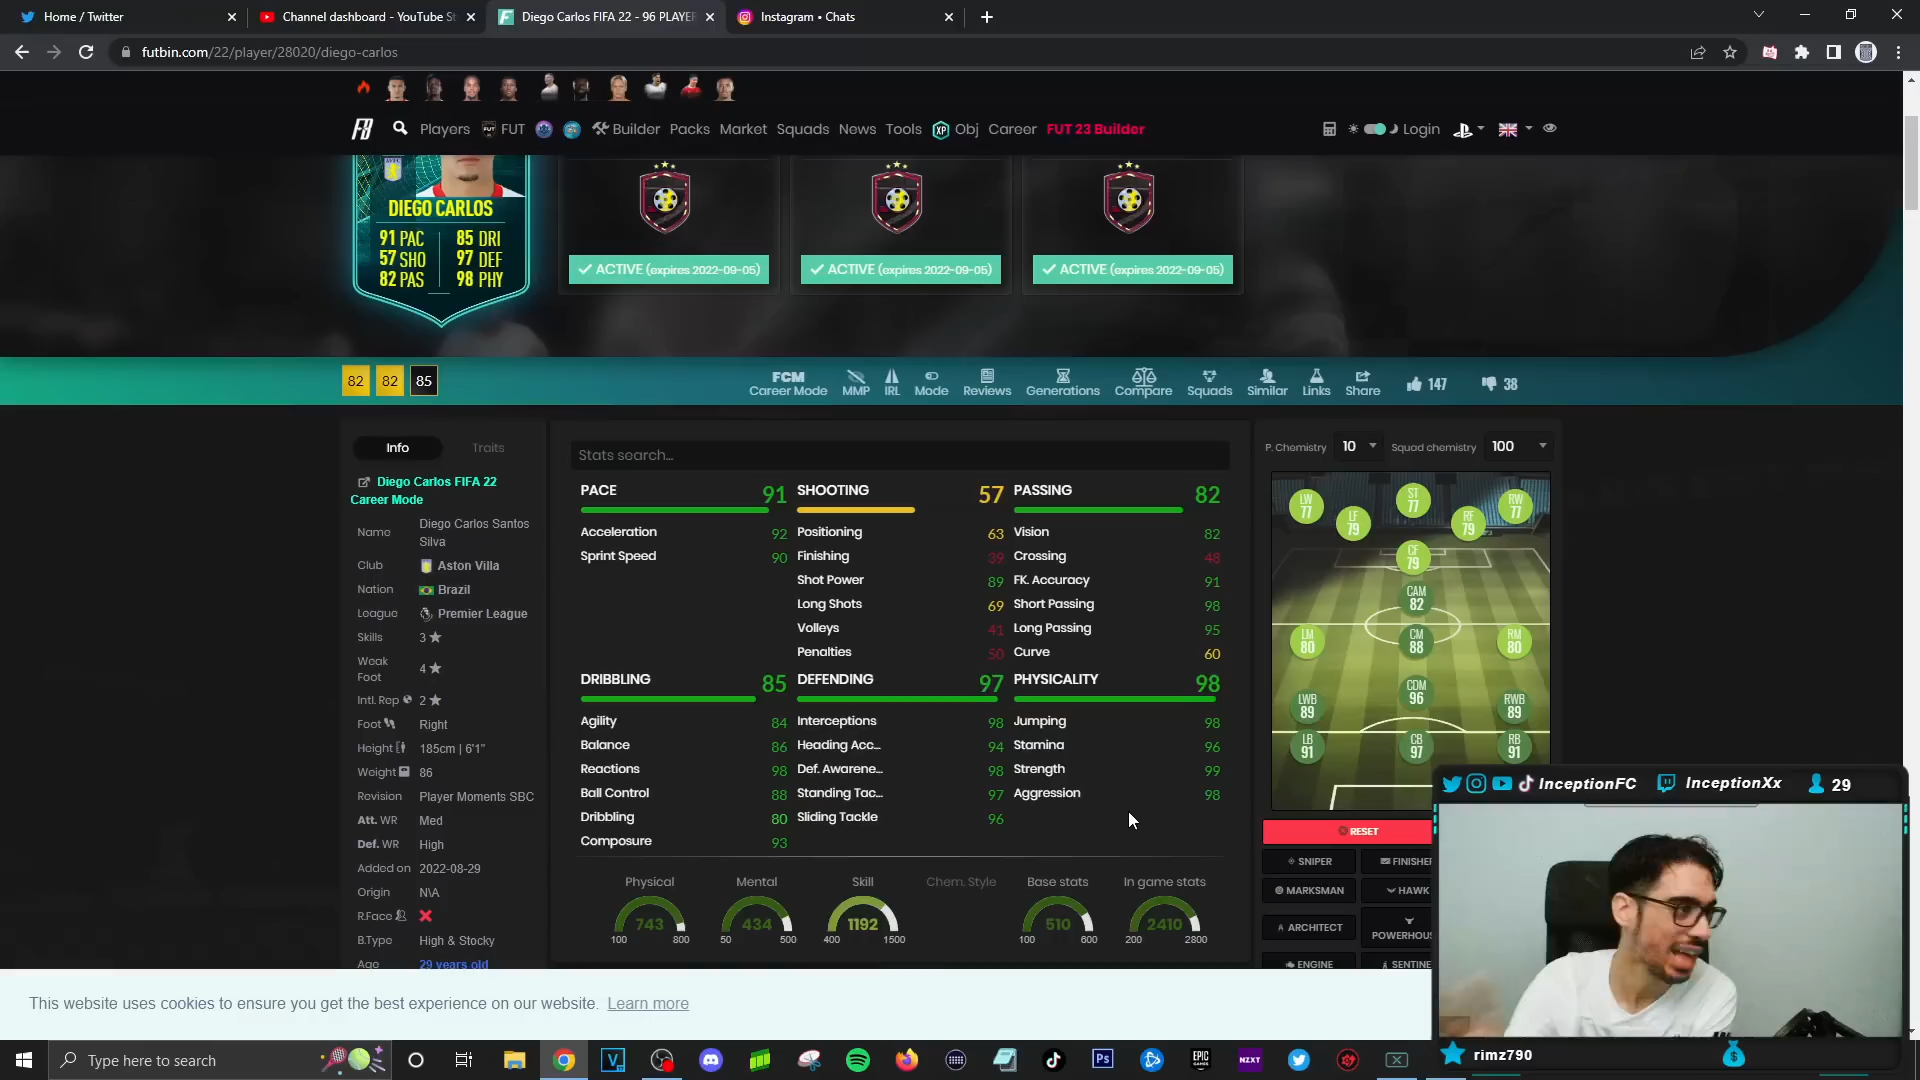 Home / Twitter
Channel dashboard - YouTube St
Diego Carlos FIFA 22 - 96 PLAYER
Instagram • Chats
futbin.com/22/player/28020/diego-carlos
Players FUT Builder Packs Market Squads News Tools XP Obj Career FUT 23 Builder Login
DIEGO CARLOS
91 PAC 85 DRI
57 SHO 97 DEF
82 PAS 98 PHY
ACTIVE (expires 2022-09-05)
ACTIVE (expires 2022-09-05)
ACTIVE (expires 2022-09-05)
82 82 85
FCM Career Mode MMP IRL Mode Reviews Generations Compare Squads Similar Links Share 147 38
Info Traits
Diego Carlos FIFA 22
Career Mode
Name Diego Carlos Santos Silva
Club Aston Villa
Nation Brazil
League Premier League
Skills 3
Weak Foot 4
Intl. Rep 2
Foot Right
Height 185cm | 6'1"
Weight 86
Revision Player Moments SBC
Att. WR Med
Def. WR High
Added on 2022-08-29
Origin N\A
R.Face
B.Type High & Stocky
Age 29 years old
Stats search...
PACE 91
Acceleration 92
Sprint Speed 90
SHOOTING 57
Positioning 63
Finishing 39
Shot Power 89
Long Shots 69
Volleys 41
Penalties 50
PASSING 82
Vision 82
Crossing 48
FK. Accuracy 91
Short Passing 98
Long Passing 95
Curve 60
DRIBBLING 85
Agility 84
Balance 86
Reactions 98
Ball Control 88
Dribbling 80
Composure 93
DEFENDING 97
Interceptions 98
Heading Acc... 94
Def. Awarene... 98
Standing Tac... 97
Sliding Tackle 96
PHYSICALITY 98
Jumping 98
Stamina 96
Strength 99
Aggression 98
Physical Mental Skill Chem. Style Base stats In game stats
743 434 1192 510 2410
100 800 50 500 400 1500 100 600 200 2800
P. Chemistry 10 Squad chemistry 100
LW 77
ST 77
RW 77
LF 79
RF 79
CF 79
CAM 82
LM 80
CM 88
RM 80
LWB 89
CDM 96
RWB 89
LB 91
CB 97
RB 91
RESET
SNIPER FINISHE
MARKSMAN HAWK
ARCHITECT POWERHOUS
ENGINE SENTINE
InceptionFC InceptionXx 29
rimz790
This website uses cookies to ensure you get the best experience on our website. Learn more
Type here to search